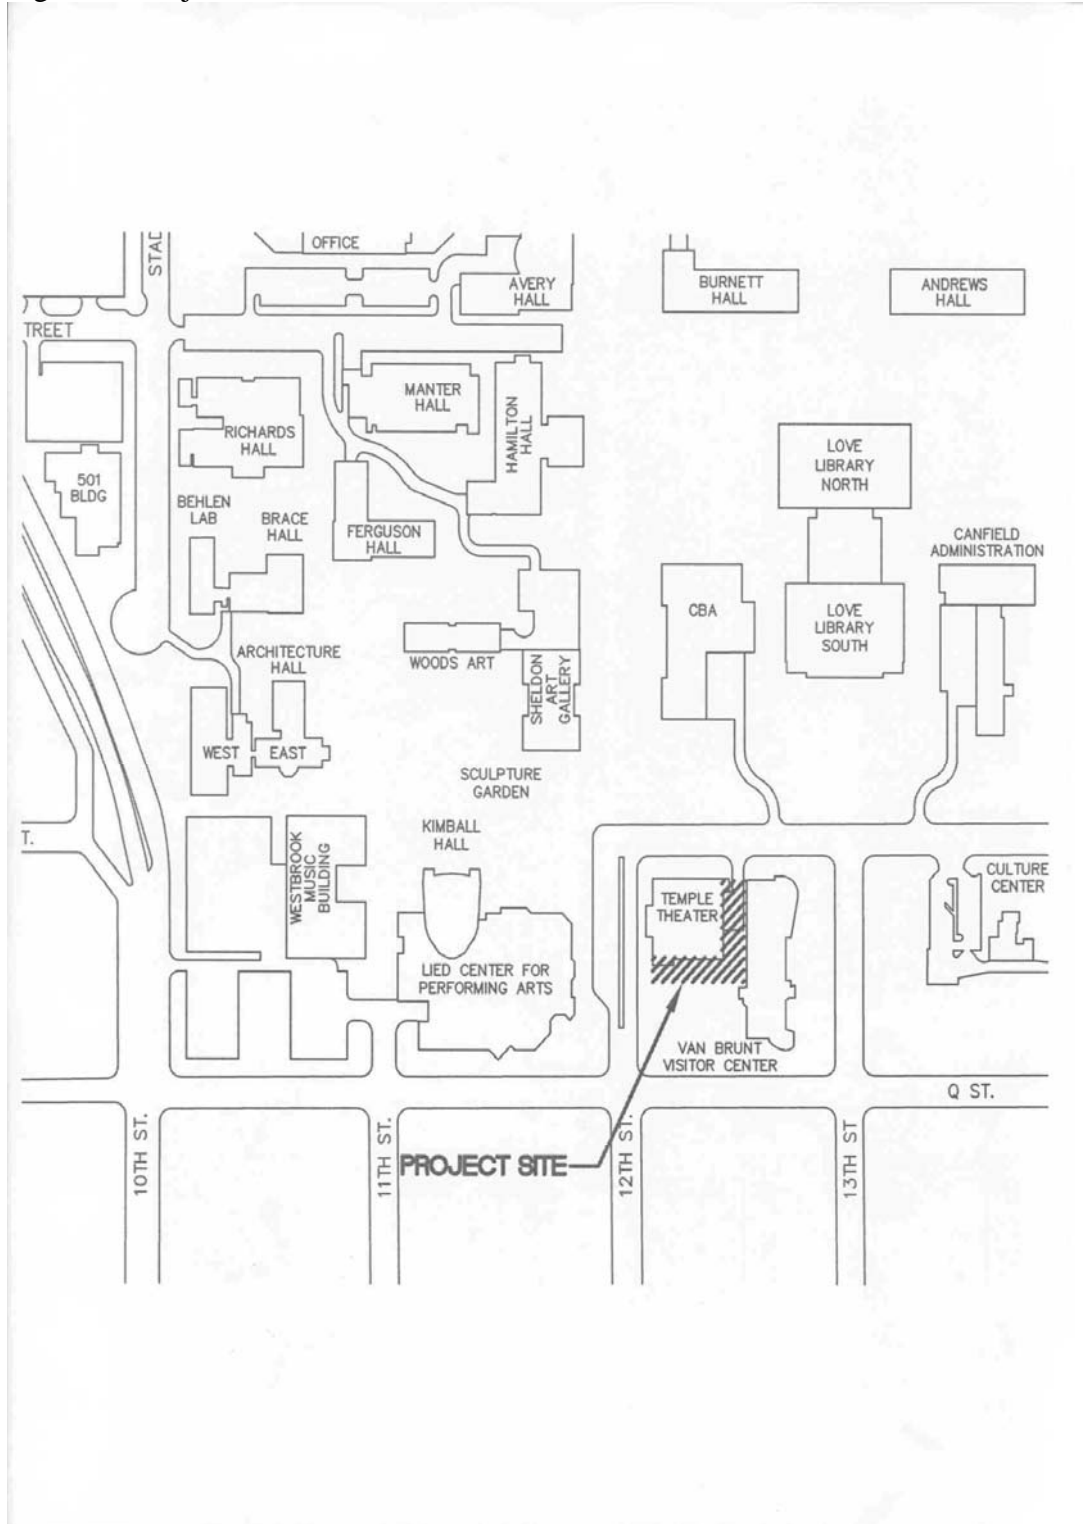 OFFICE
STAD
AVERY
HALL
BURNETT
HALL
ANDREWS
HALL
TREET
MANTER
HALL
HAMILTON
HALL
RICHARDS
HALL
501
BLDG
LOVE
LIBRARY
NORTH
BEHLEN
LAB
BRACE
HALL
FERGUSON
HALL
CANFIELD
ADMINISTRATION
CBA
LOVE
LIBRARY
SOUTH
ARCHITECTURE
HALL
WOODS ART
SHELDON
ART
GALLERY
WEST
EAST
SCULPTURE
GARDEN
T.
KIMBALL
HALL
WESTBROOK
MUSIC
BUILDING
CULTURE
CENTER
TEMPLE
THEATER
LIED CENTER FOR
PERFORMING ARTS
VAN BRUNT
VISITOR CENTER
Q ST.
10TH ST.
11TH ST.
12TH ST.
13TH ST
PROJECT SITE